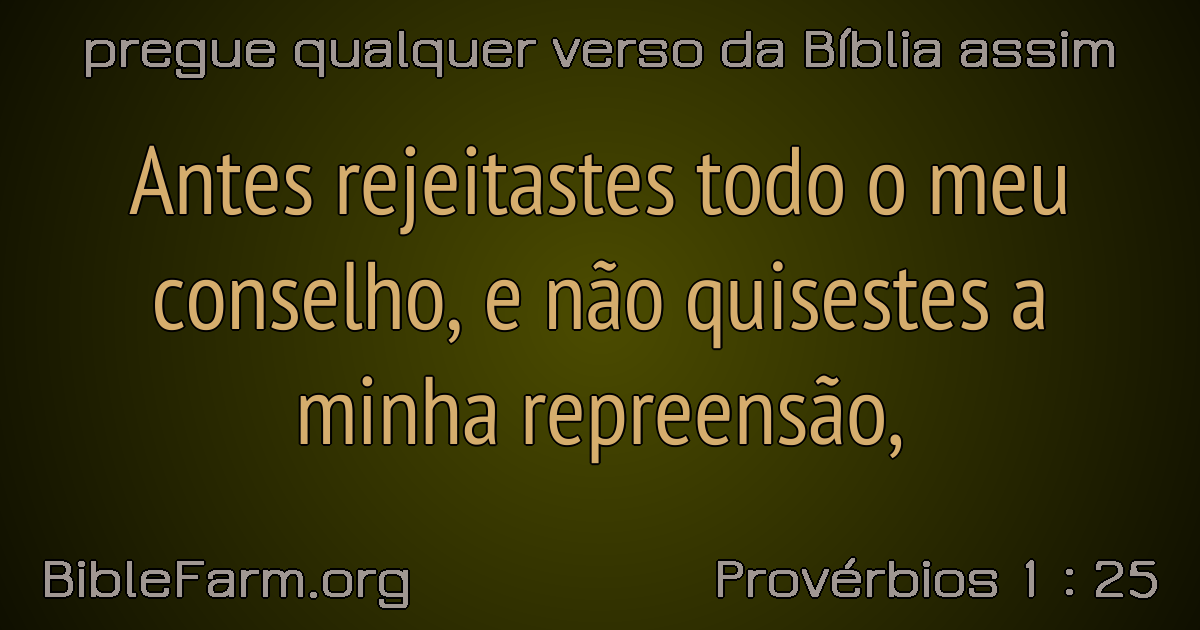 pregue qualquer verso da Bíblia assim
Antes rejeitastes todo o meu
conselho, e não quisestes a
minha repreensão,
BibleFarm.org
Provérbios 1 : 25